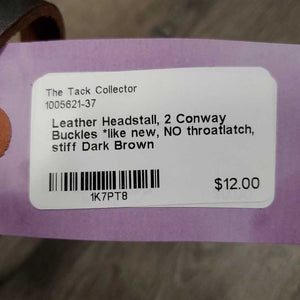 The Tack Collector
1005621-37
Leather Headstall, 2 Conway
Buckles *like new, NO throatlatch,
stiff Dark Brown
1K7PT8
$12.00